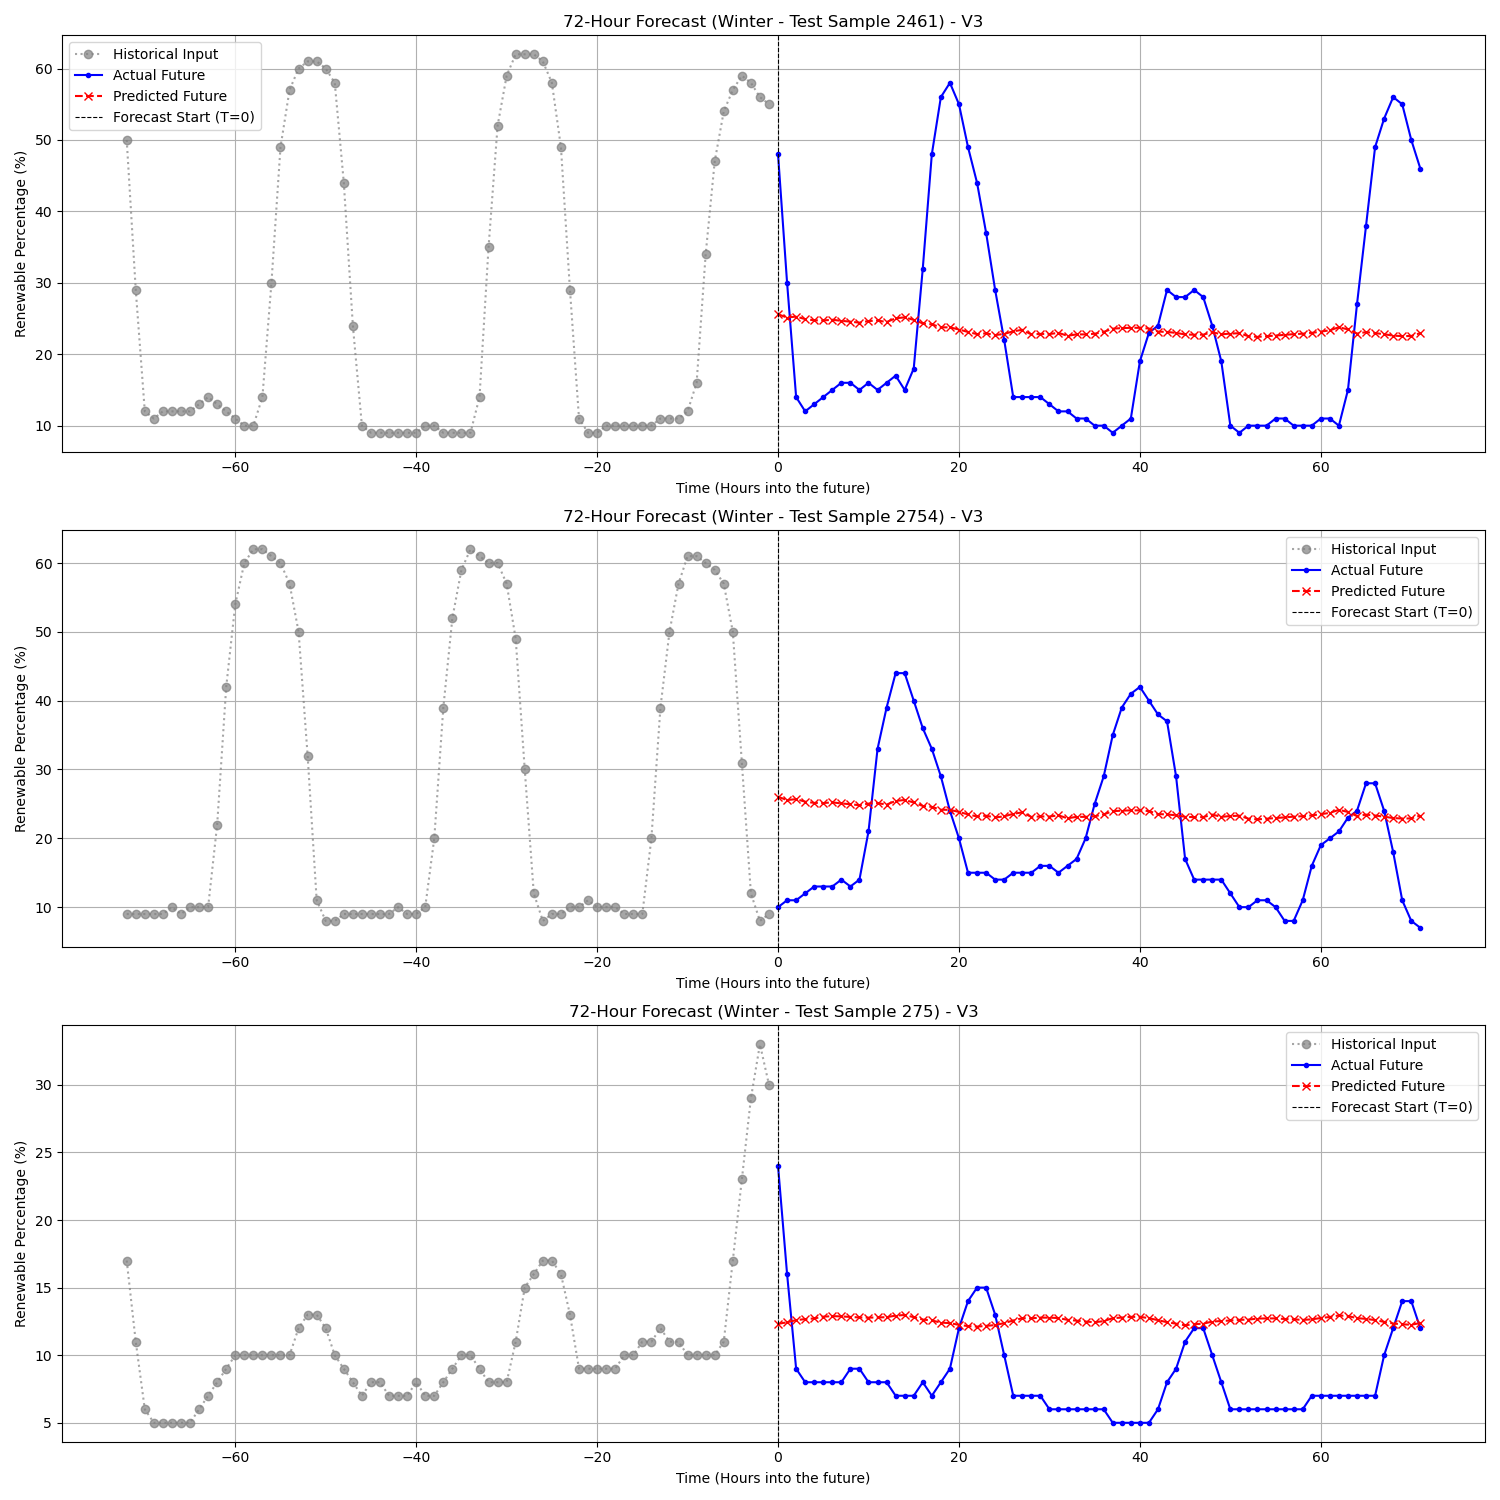 72-Hour Forecast (Winter - Test Sample 2461) - V3
Historical Input
Actual Future
Predicted Future
Forecast Start (T=0)
Renewable Percentage (%)
60
50
40
30
20
10
−60 −40 −20 0 20 40 60
Time (Hours into the future)
72-Hour Forecast (Winter - Test Sample 2754) - V3
Historical Input
Actual Future
Predicted Future
Forecast Start (T=0)
Renewable Percentage (%)
60
50
40
30
20
10
−60 −40 −20 0 20 40 60
Time (Hours into the future)
72-Hour Forecast (Winter - Test Sample 275) - V3
Historical Input
Actual Future
Predicted Future
Forecast Start (T=0)
Renewable Percentage (%)
30
25
20
15
10
5
−60 −40 −20 0 20 40 60
Time (Hours into the future)